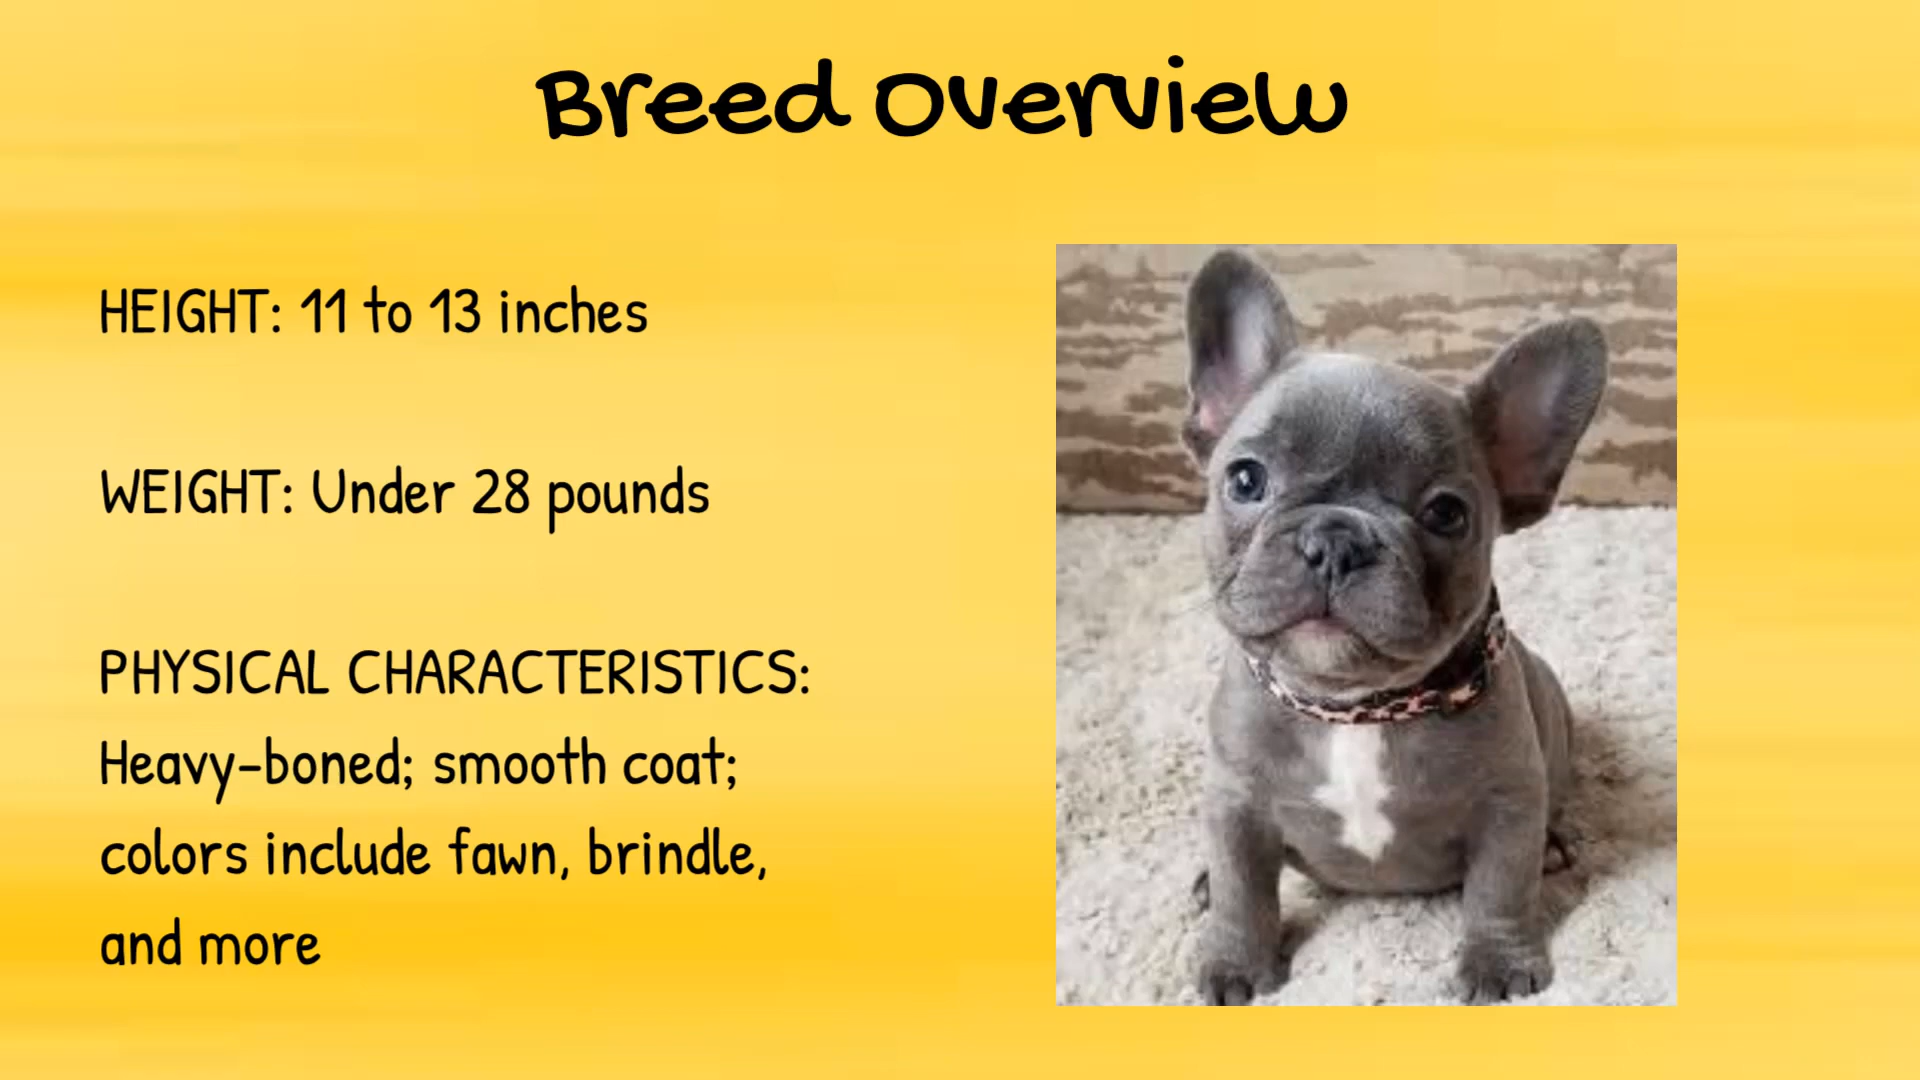 Breed Overview
HEIGHT: 11 to 13 inches
WEIGHT: Under 28 pounds
PHYSICAL CHARACTERISTICS:
Heavy-boned; smooth coat;
colors include fawn, brindle,
and more